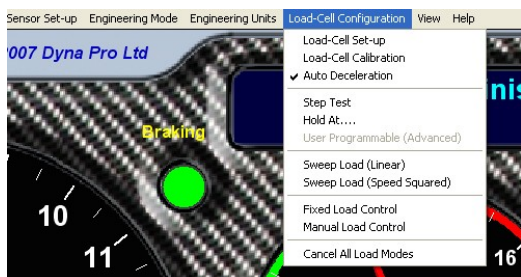 Sensor Set-up Engineering Mode Engineering Units Load-Cell Configuration View Help
2007 Dyna Pro Ltd
Load-Cell Set-up
Load-Cell Calibration
Auto Deceleration
Step Test
Hold At....
User Programmable (Advanced)
Sweep Load (Linear)
Sweep Load (Speed Squared)
Fixed Load Control
Manual Load Control
Cancel All Load Modes
Braking
10
11
16